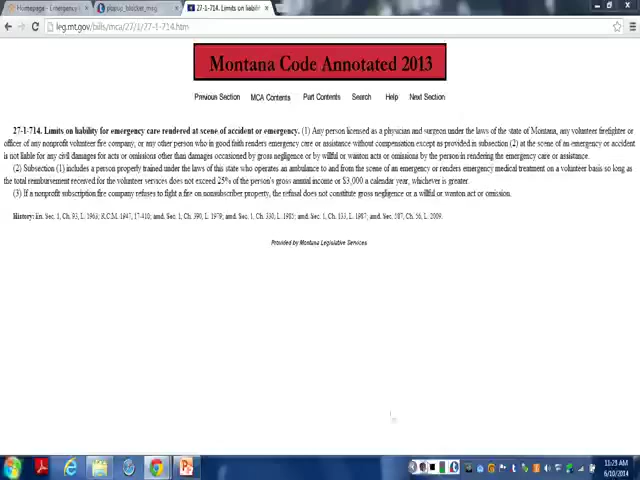 Homepage - Emergency
popup_blocker_msg
27-1-714. Limits on liabilit
leg.mt.gov/bills/mca/27/1/27-1-714.htm
Montana Code Annotated 2013
Previous Section MCA Contents Part Contents Search Help Next Section
27-1-714. Limits on liability for emergency care rendered at scene of accident or emergency. (1) Any person licensed as a physician and surgeon under the laws of the state of Montana, any volunteer firefighter or
officer of any nonprofit volunteer fire company, or any other person who in good faith renders emergency care or assistance without compensation except as provided in subsection (2) at the scene of an emergency or accident
is not liable for any civil damages for acts or omissions other than damages occasioned by gross negligence or by willful or wanton acts or omissions by the person in rendering the emergency care or assistance.
(2) Subsection (1) includes a person properly trained under the laws of this state who operates an ambulance to and from the scene of an emergency or renders emergency medical treatment on a volunteer basis so long as
the total reimbursement received for the volunteer services does not exceed 25% of the person's gross annual income or $3,000 a calendar year, whichever is greater.
(3) If a nonprofit subscription fire company refuses to fight a fire on nonsubscriber property, the refusal does not constitute gross negligence or a willful or wanton act or omission.
History: En. Sec. 1, Ch. 93, L. 1963; R.C.M. 1947, 17-410; amd. Sec. 1, Ch. 390, L. 1979; amd. Sec. 1, Ch. 330, L. 1985; amd. Sec. 1, Ch. 133, L. 1987; amd. Sec. 587, Ch. 56, L. 2009.
Provided by Montana Legislative Services
11:23 AM
6/10/2014